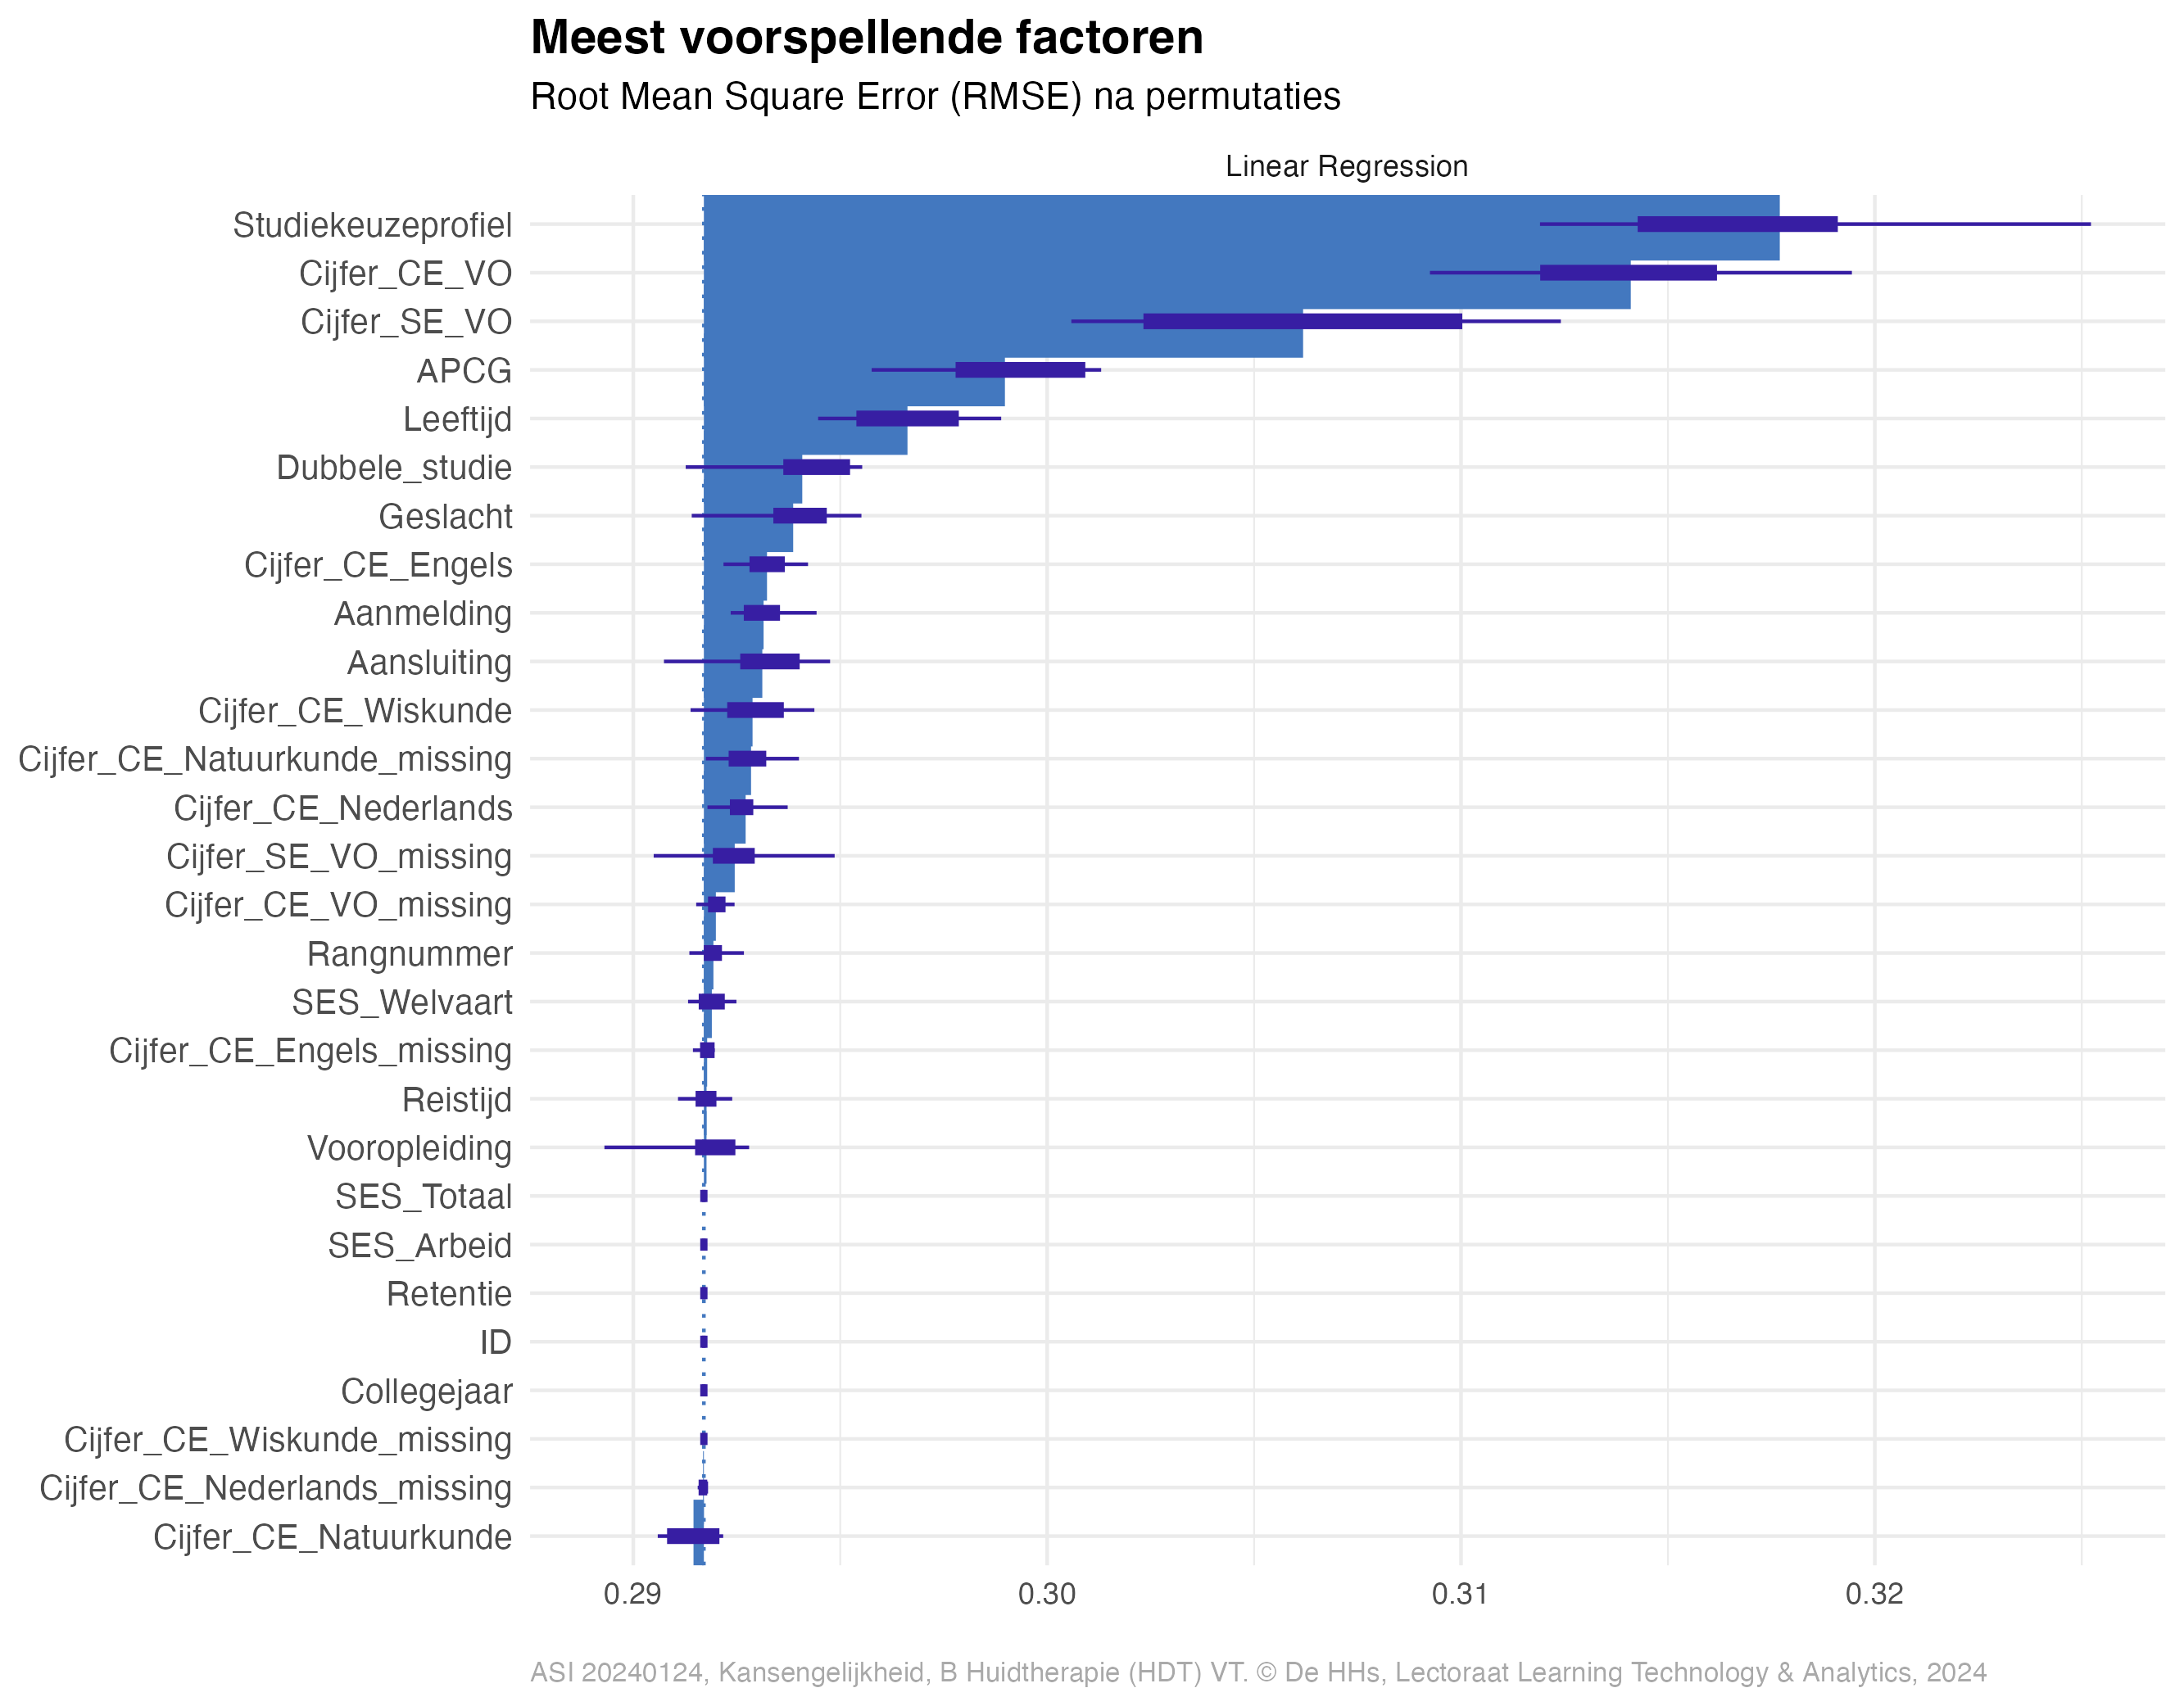 Meest voorspellende factoren
Root Mean Square Error (RMSE) na permutaties
Linear Regression
Studiekeuzeprofiel
Cijfer_CE_VO
Cijfer_SE_VO
APCG
Leeftijd
Dubbele_studie
Geslacht
Cijfer_CE_Engels
Aanmelding
Aansluiting
Cijfer_CE_Wiskunde
Cijfer_CE_Natuurkunde_missing
Cijfer_CE_Nederlands
Cijfer_SE_VO_missing
Cijfer_CE_VO_missing
Rangnummer
SES_Welvaart
Cijfer_CE_Engels_missing
Reistijd
Vooropleiding
SES_Totaal
SES_Arbeid
Retentie
ID
Collegejaar
Cijfer_CE_Wiskunde_missing
Cijfer_CE_Nederlands_missing
Cijfer_CE_Natuurkunde
0.29 0.30 0.31 0.32
ASI 20240124, Kansengelijkheid, B Huidtherapie (HDT) VT. © De HHs, Lectoraat Learning Technology & Analytics, 2024